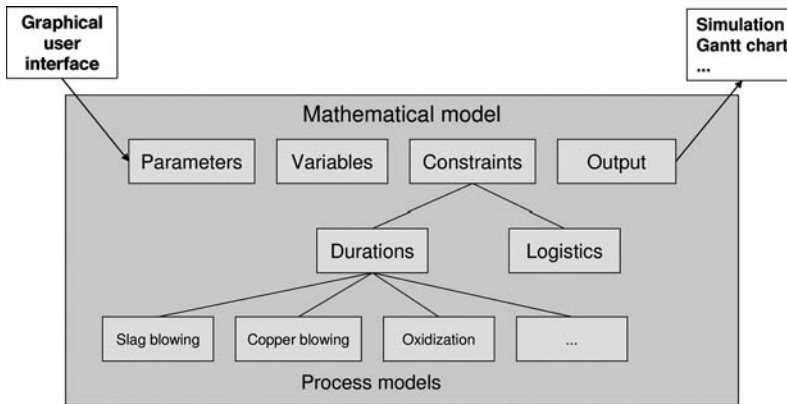 Graphical
user
interface
Simulation
Gantt chart
...
Mathematical model
Parameters
Variables
Constraints
Output
Durations
Logistics
Slag blowing
Copper blowing
Oxidization
...
Process models